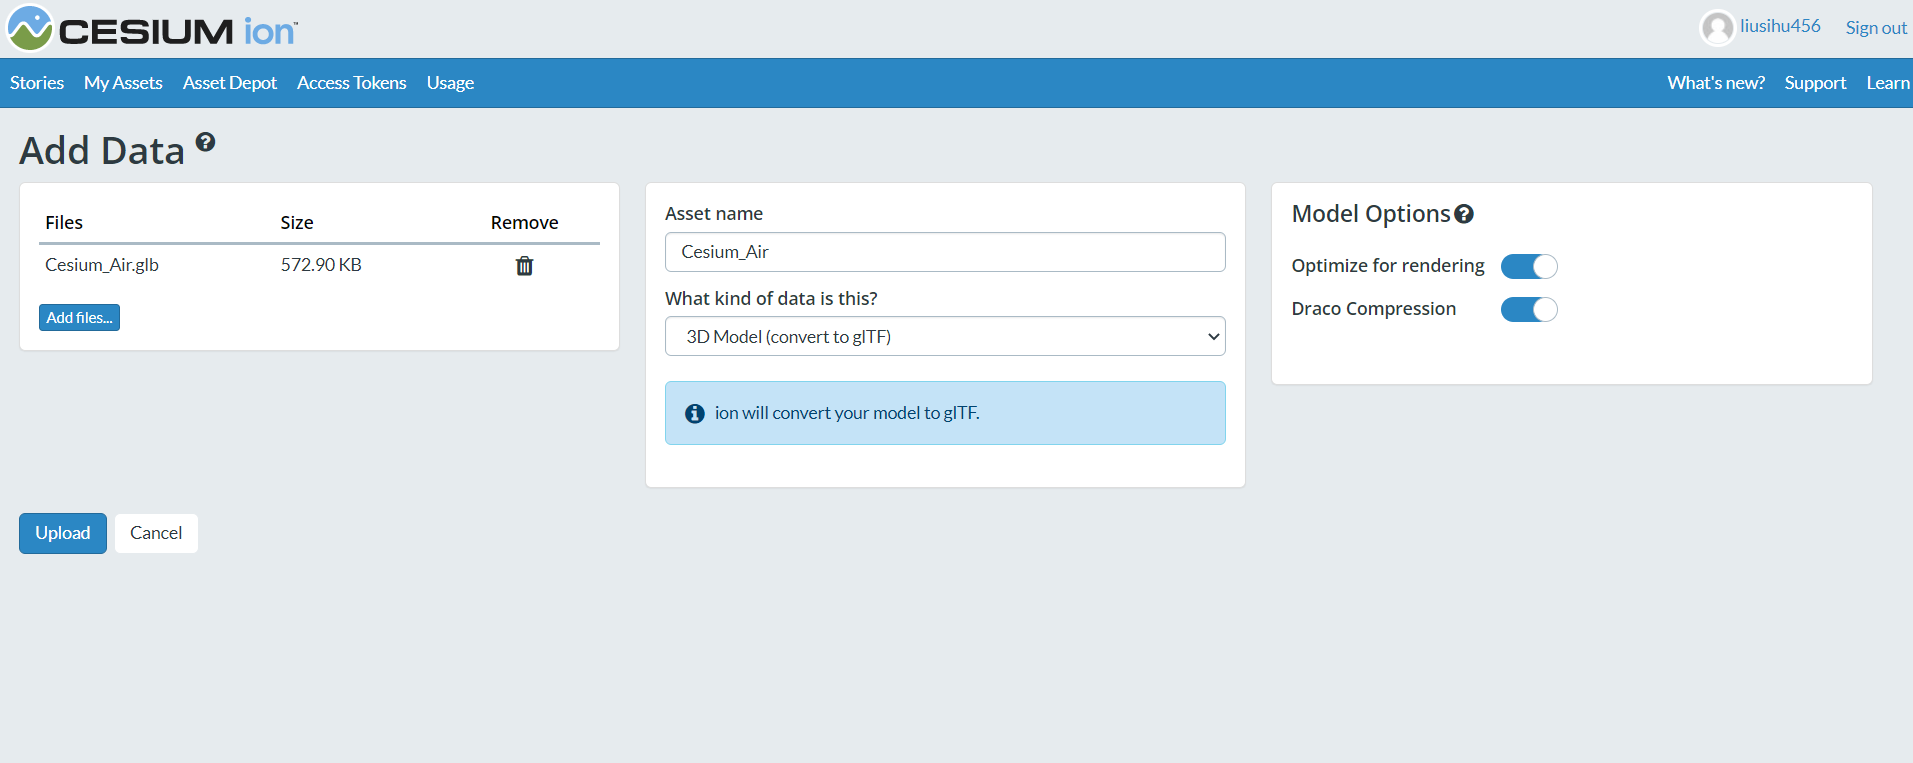 CESIUM ion™
liusihu456
Sign out
Stories
My Assets
Asset Depot
Access Tokens
Usage
What's new?
Support
Learn
Add Data ?
Files
Size
Remove
Cesium_Air.glb
572.90 KB
Add files...
Asset name
Cesium_Air
What kind of data is this?
3D Model (convert to glTF)
ion will convert your model to glTF.
Model Options ?
Optimize for rendering
Draco Compression
Upload
Cancel